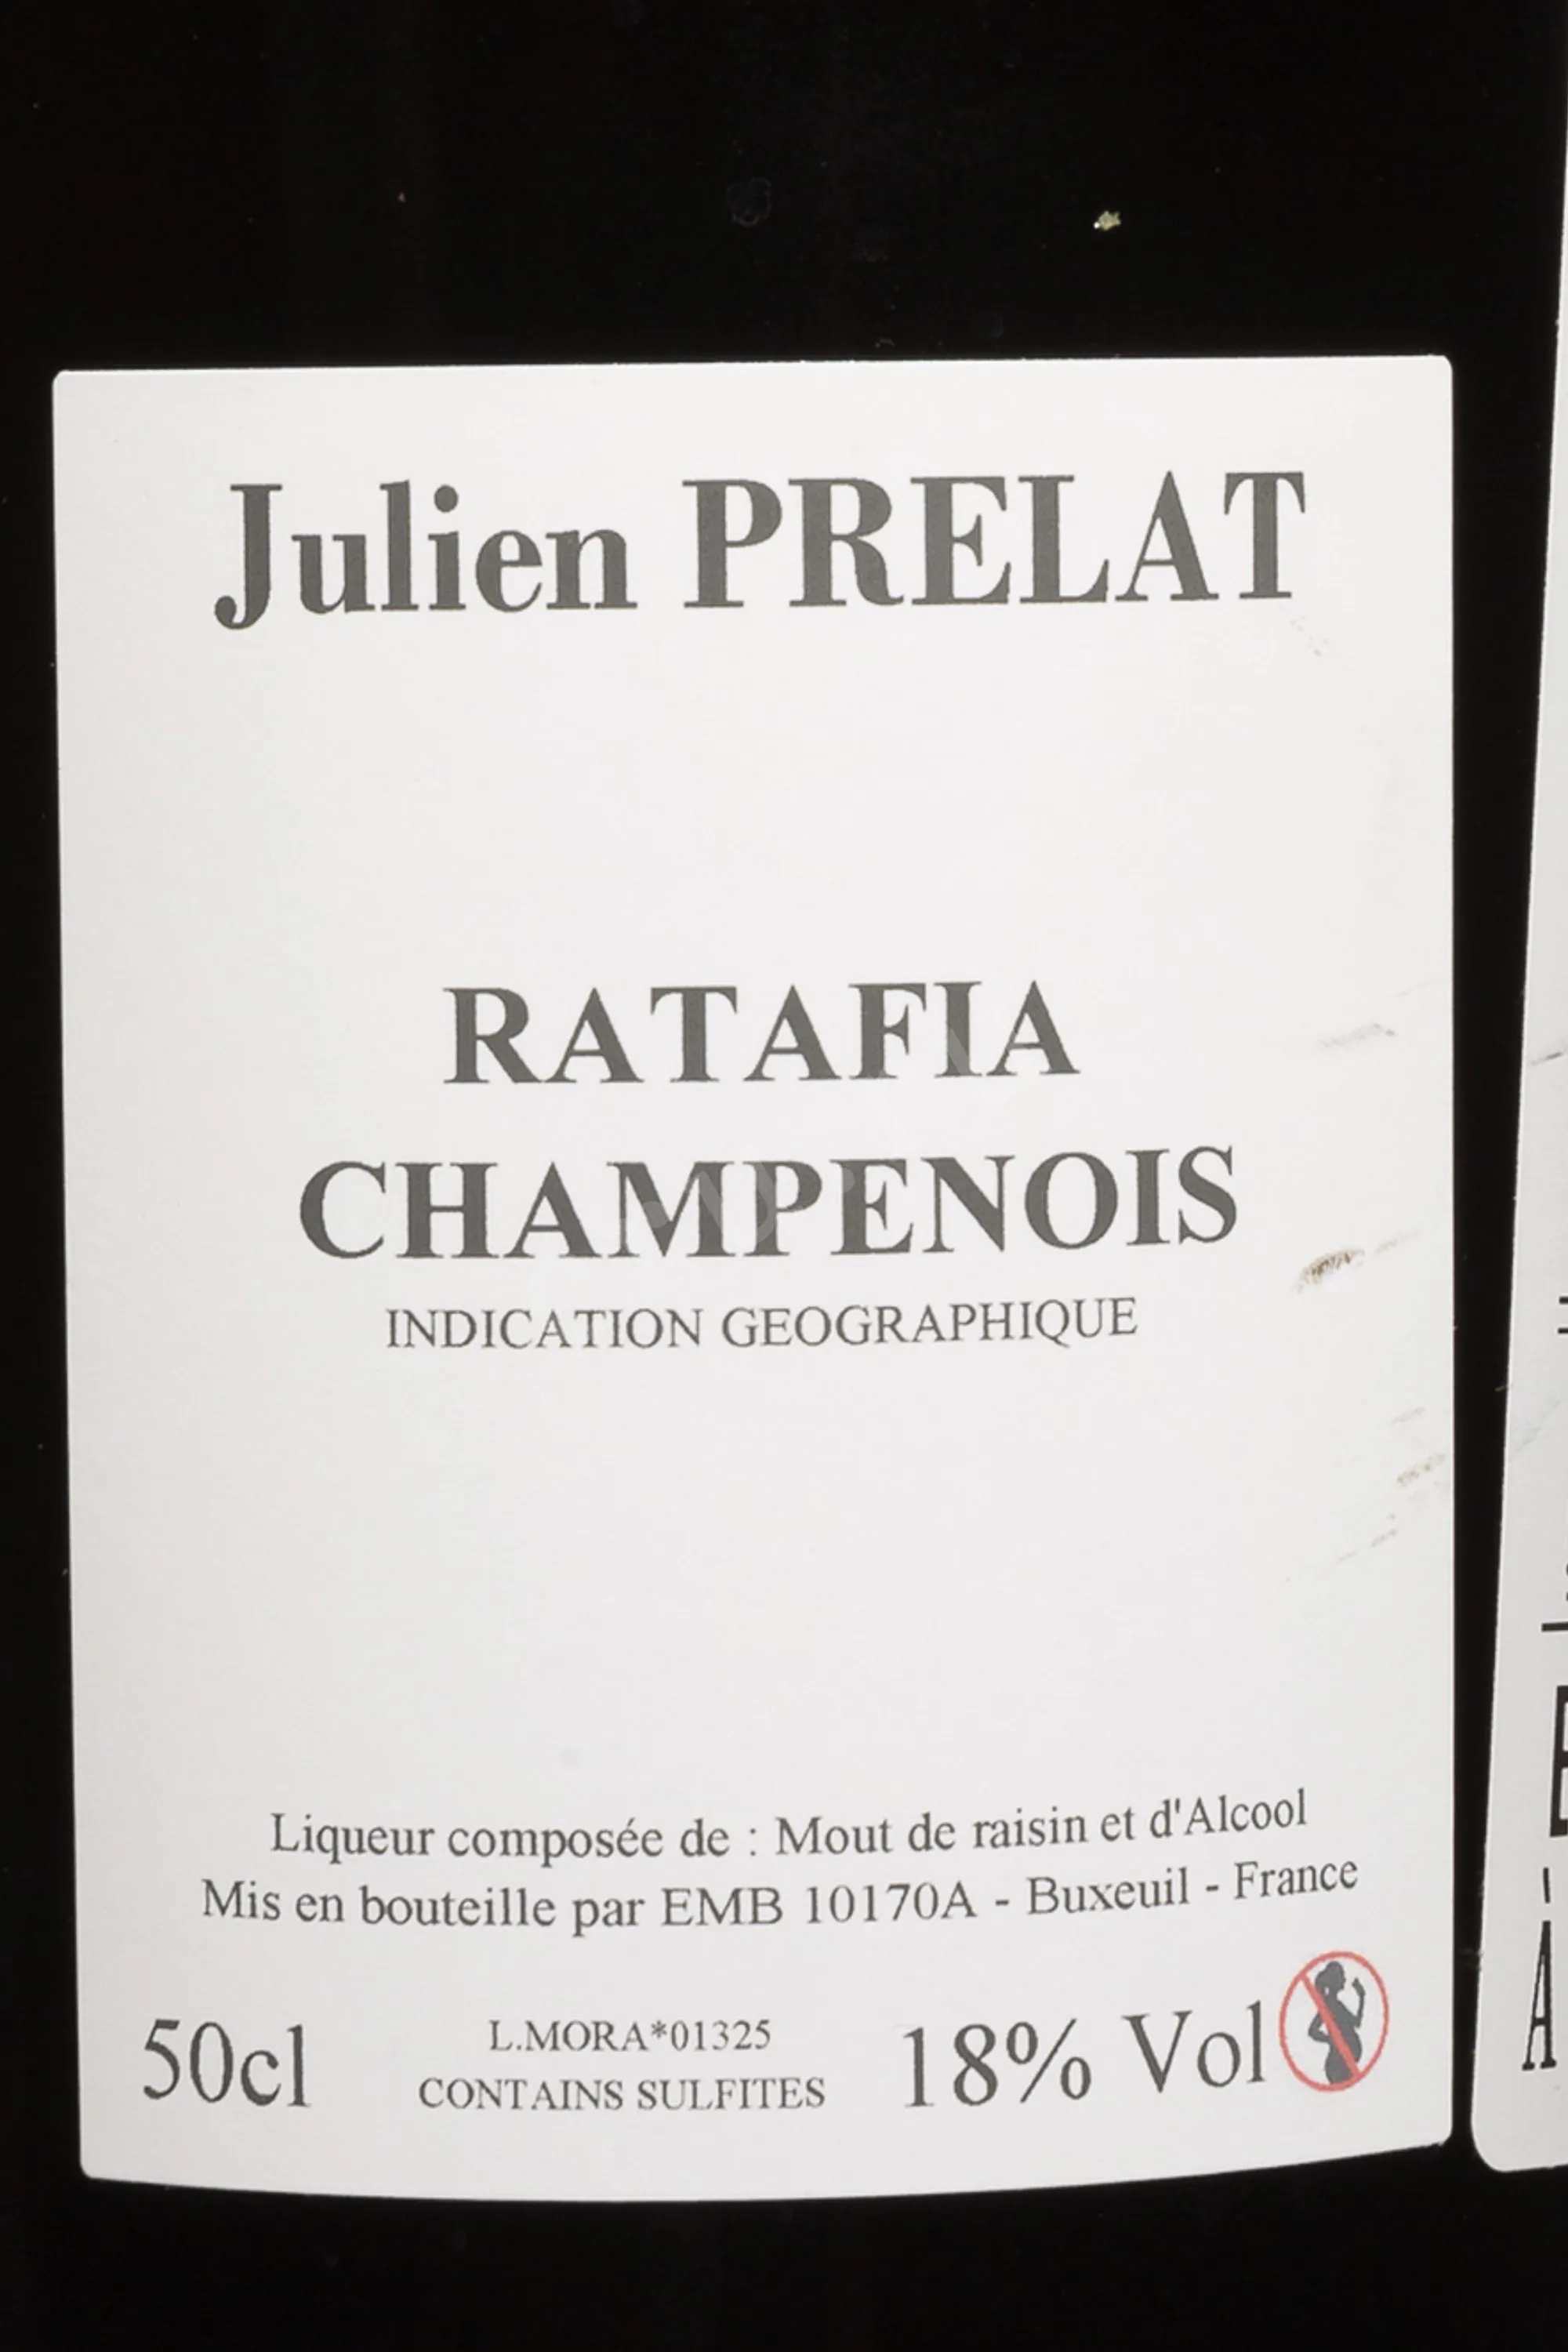 Julien PRELAT
RATAFIA
CHAMPENOIS
INDICATION GEOGRAPHIQUE
Liqueur composée de : Mout de raisin et d'Alcool
Mis en bouteille par EMB 10170A - Buxeuil - France
50cl
L.MORA*01325
CONTAINS SULFITES
18% Vol